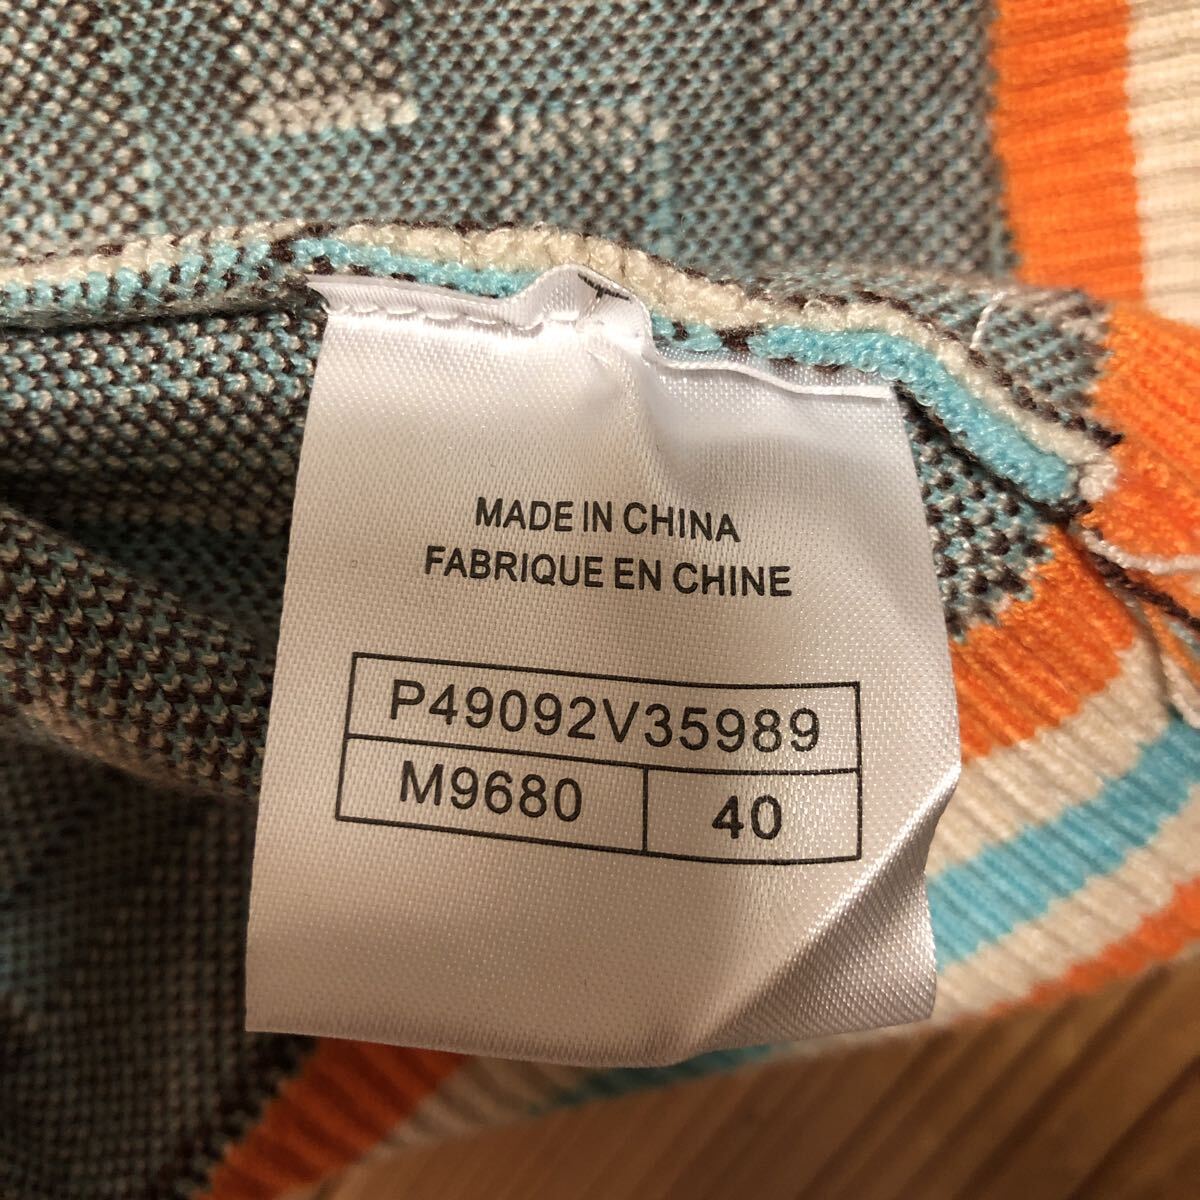 MADE IN CHINA
FABRIQUE EN CHINE
P49092V35989
M9680 40